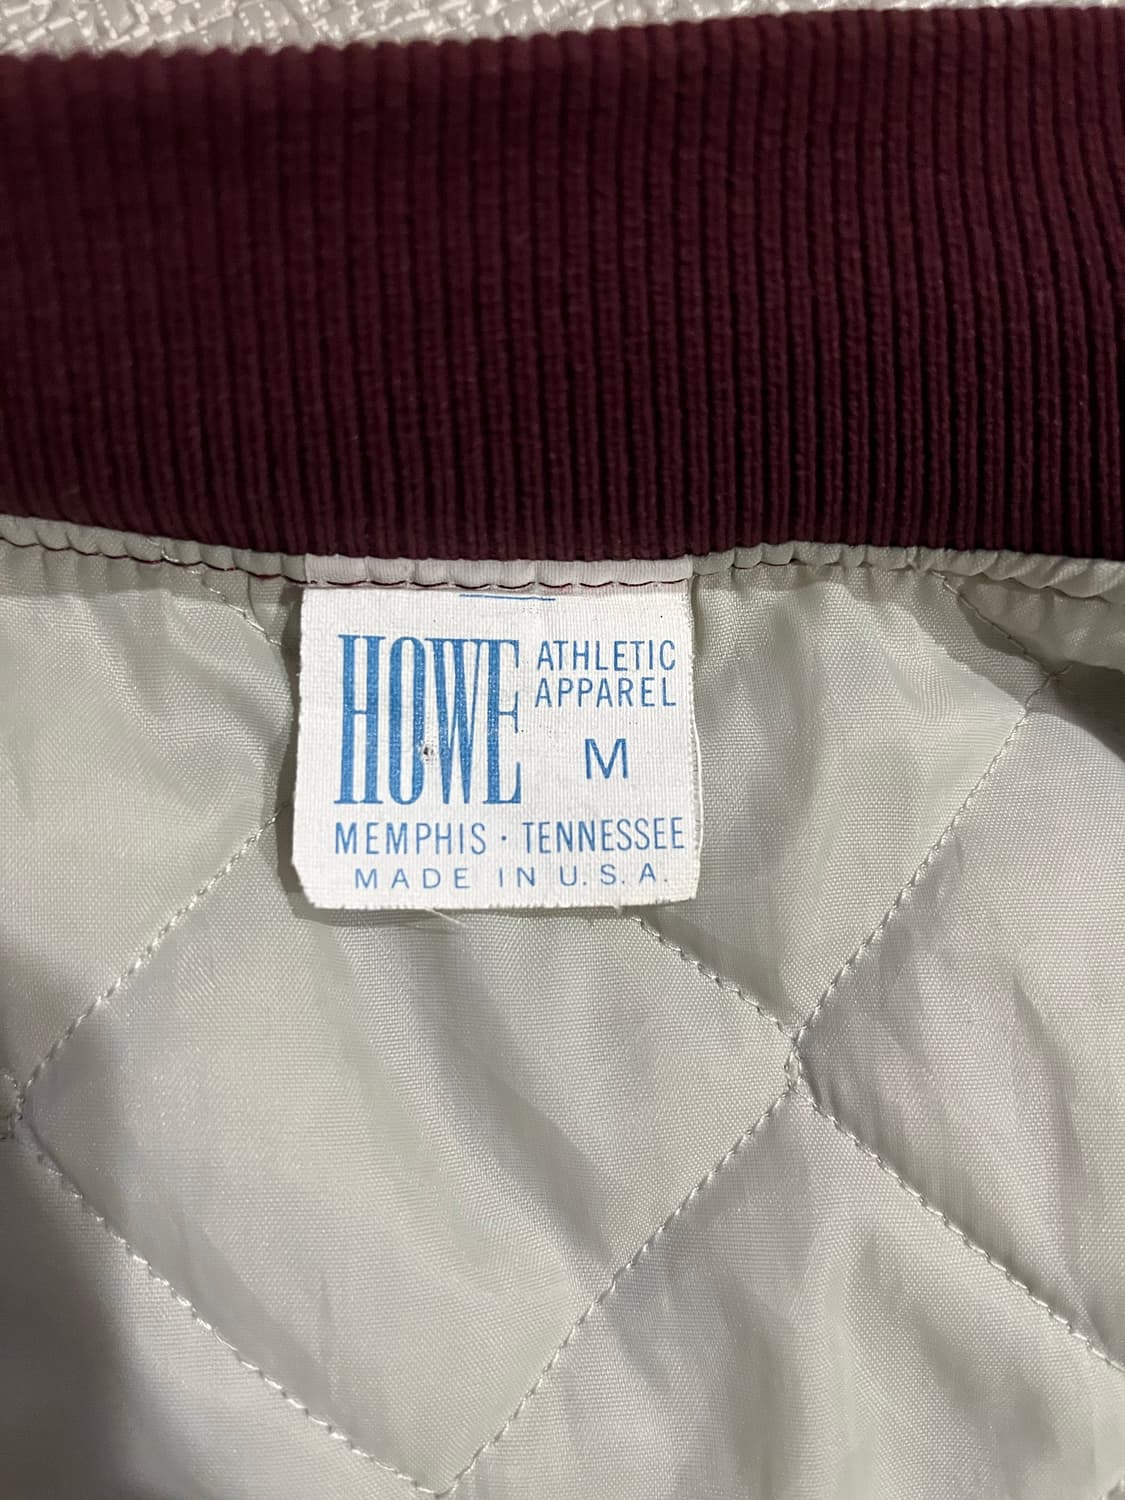 HOWE
ATHLETIC
APPAREL
M
MEMPHIS · TENNESSEE
MADE IN U.S.A.